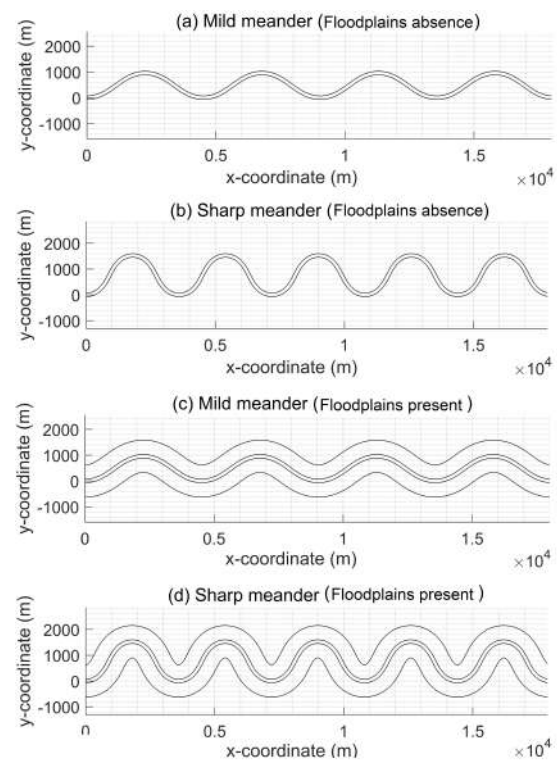 (a) Mild meander (Floodplains absence)
2000
1000
0
-1000
y-coordinate (m)
0 0.5 1 1.5
x-coordinate (m)
×10⁴
(b) Sharp meander (Floodplains absence)
2000
1000
0
-1000
y-coordinate (m)
0 0.5 1 1.5
x-coordinate (m)
×10⁴
(c) Mild meander (Floodplains present )
2000
1000
0
-1000
y-coordinate (m)
0 0.5 1 1.5
x-coordinate (m)
×10⁴
(d) Sharp meander (Floodplains present )
2000
1000
0
-1000
y-coordinate (m)
0 0.5 1 1.5
x-coordinate (m)
×10⁴